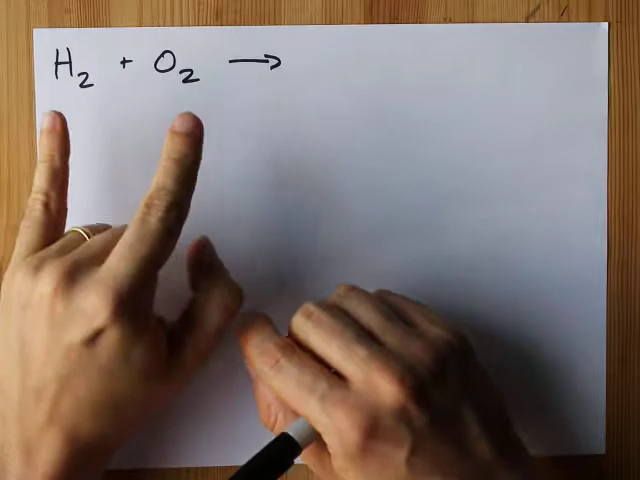 H₂ + O₂ →